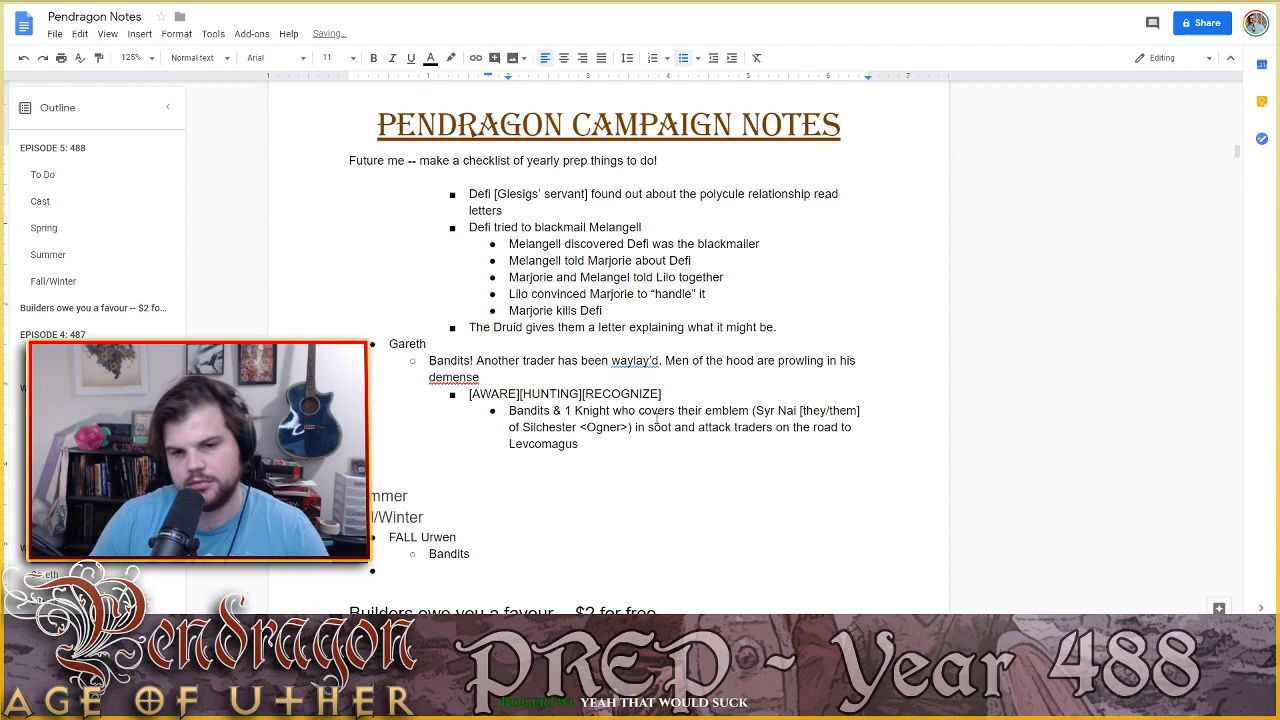 Pendragon Notes
File Edit View Insert Format Tools Add-ons Help Saving...
Share
125% Normal text Arial 11 Editing
1 3 4 5 6 7
Outline
EPISODE 5: 488
To Do
Cast
Spring
Summer
Fall/Winter
Builders owe you a favour -- $2 fo...
EPISODE 4: 487
PENDRAGON CAMPAIGN NOTES
Future me -- make a checklist of yearly prep things to do!
Defi [Glesigs' servant] found out about the polycule relationship read
letters
Defi tried to blackmail Melangell
Melangell discovered Defi was the blackmailer
Melangell told Marjorie about Defi
Marjorie and Melangel told Lilo together
Lilo convinced Marjorie to “handle” it
Marjorie kills Defi
The Druid gives them a letter explaining what it might be.
Gareth
Bandits! Another trader has been waylay'd. Men of the hood are prowling in his
demense
[AWARE][HUNTING][RECOGNIZE]
Bandits & 1 Knight who covers their emblem (Syr Nai [they/them]
of Silchester <Ogner>) in soot and attack traders on the road to
Levcomagus
mmer
l/Winter
FALL Urwen
Bandits
Builders owe you a favour -- $2 for free
Pendragon
AGE OF UTHER
PREP - Year 488
YEAH THAT WOULD SUCK